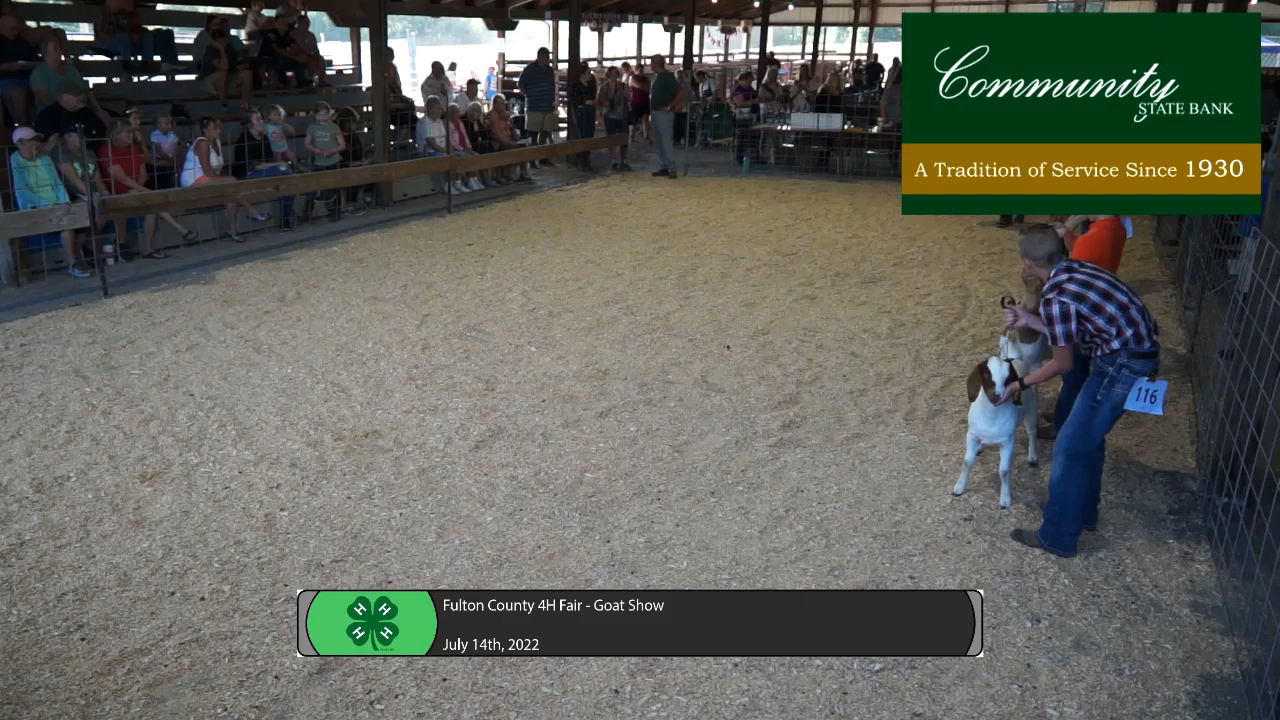 Community
STATE BANK
A Tradition of Service Since 1930
116
H H
H H
Fulton County 4H Fair - Goat Show
July 14th, 2022